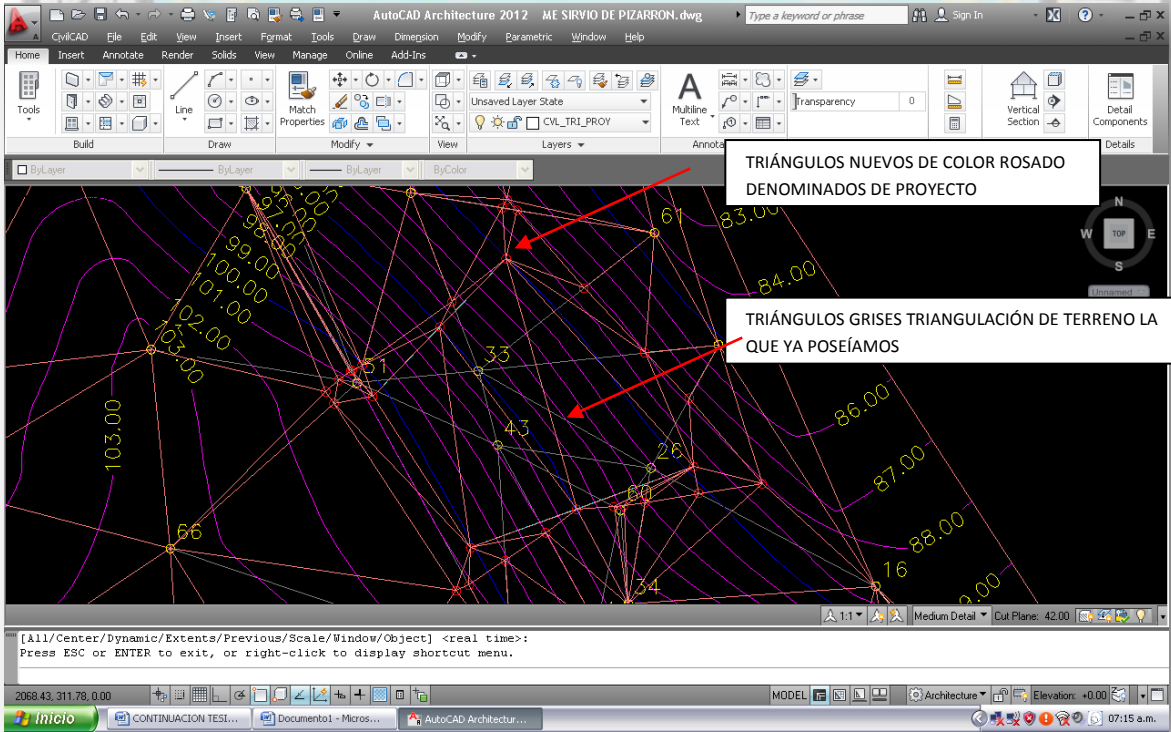 AutoCAD Architecture 2012 ME SIRVIO DE PIZARRON.dwg
Type a keyword or phrase
Sign In
CivilCAD File Edit View Insert Format Tools Draw Dimension Modify Parametric Window Help
Home Insert Annotate Render Solids View Manage Online Add-Ins
Tools
Line
Match
Properties
Unsaved Layer State
CVL_TRI_PROY
Multiline
Text
Transparency 0
Vertical
Section
Detail
Components
Build Draw Modify View Layers Annota Details
ByLayer ByLayer ByLayer ByColor
TRIÁNGULOS NUEVOS DE COLOR ROSADO
DENOMINADOS DE PROYECTO
N
W TOP E
S
Unnamed
61
83.00
84.00
98.00
99.00
100.00
101.00
102.00
103.00
TRIÁNGULOS GRISES TRIANGULACIÓN DE TERRENO LA
QUE YA POSEÍAMOS
33
51
103.00
43
26
86.00
87.00
60
66
88.00
16
34
9.00
1:1 Medium Detail Cut Plane: 42.00
[All/Center/Dynamic/Extents/Previous/Scale/Window/Object] <real time>:
Press ESC or ENTER to exit, or right-click to display shortcut menu.
2068.43, 311.78, 0.00
MODEL
Architecture
Elevation: +0.00
Inicio
CONTINUACION TESI...
Documento1 - Micros...
AutoCAD Architectur...
07:15 a.m.